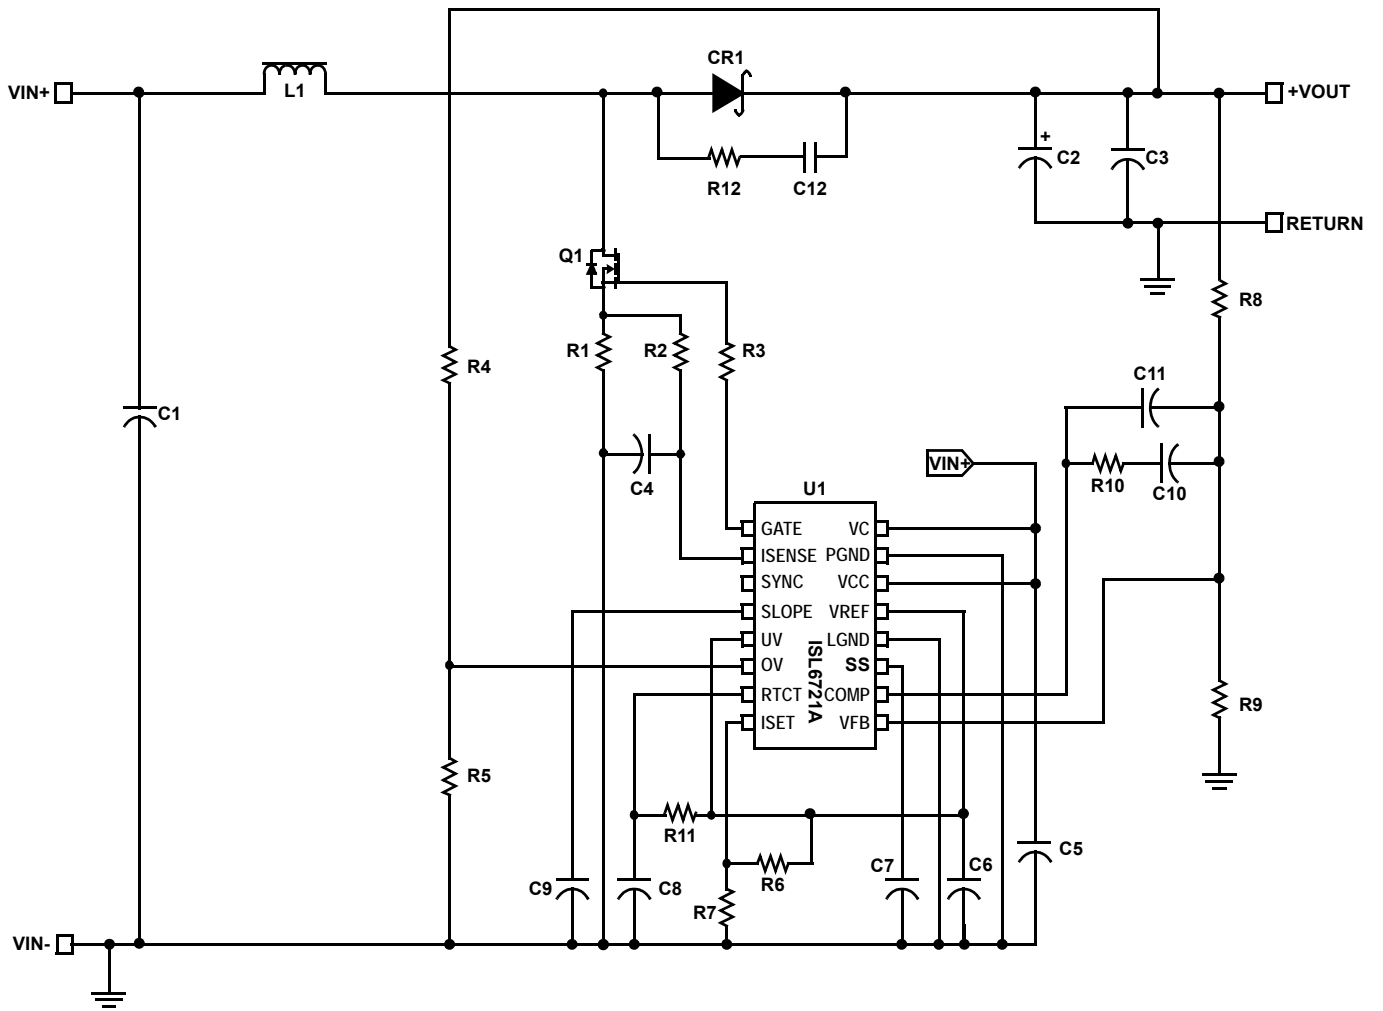 CR1
VIN+
L1
+VOUT
+
C2
C3
R12
C12
RETURN
Q1
R8
R1
R2
R3
R4
C11
C1
VIN+
R10
C10
C4
U1
GATE
VC
ISENSE
PGND
SYNC
VCC
SLOPE
VREF
UV
LGND
OV
SS
RTCT
COMP
ISET
VFB
ISL6721A
R9
R5
R11
C5
R6
C7
C6
C9
C8
R7
VIN-